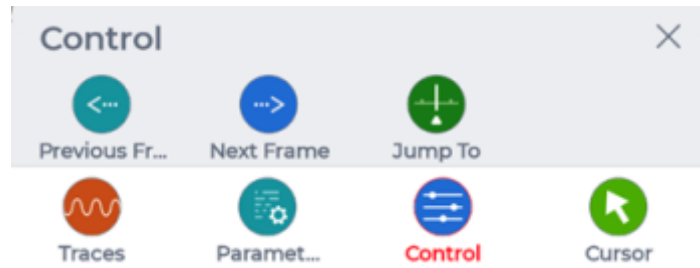 Control
Previous Fr... Next Frame Jump To
Traces Paramet... Control Cursor